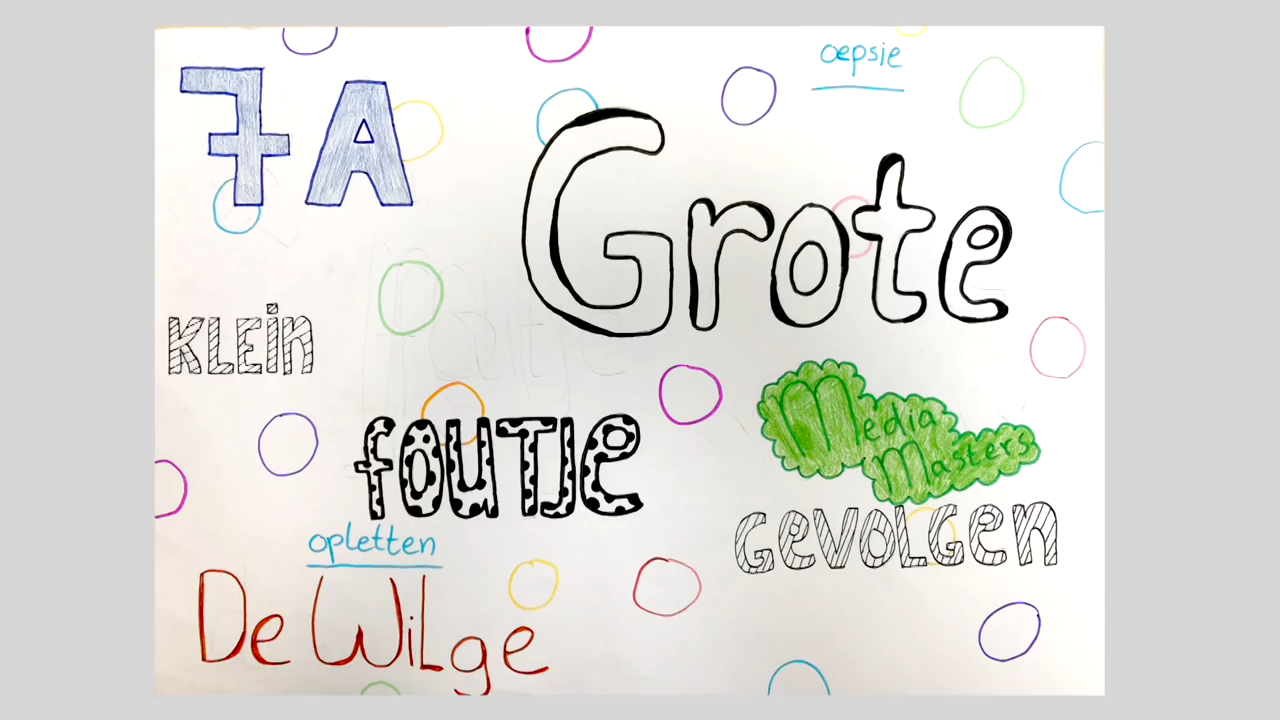 oepsie
7A
Grote
KLEin
Media
Masters
foutje
GEVOLGEN
opletten
De WiLge